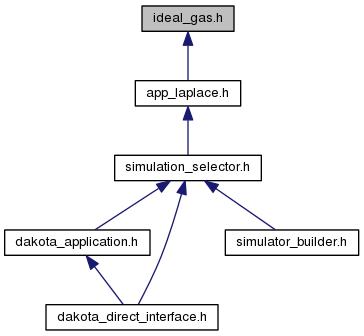 ideal_gas.h
app_laplace.h
simulation_selector.h
dakota_application.h
simulator_builder.h
dakota_direct_interface.h